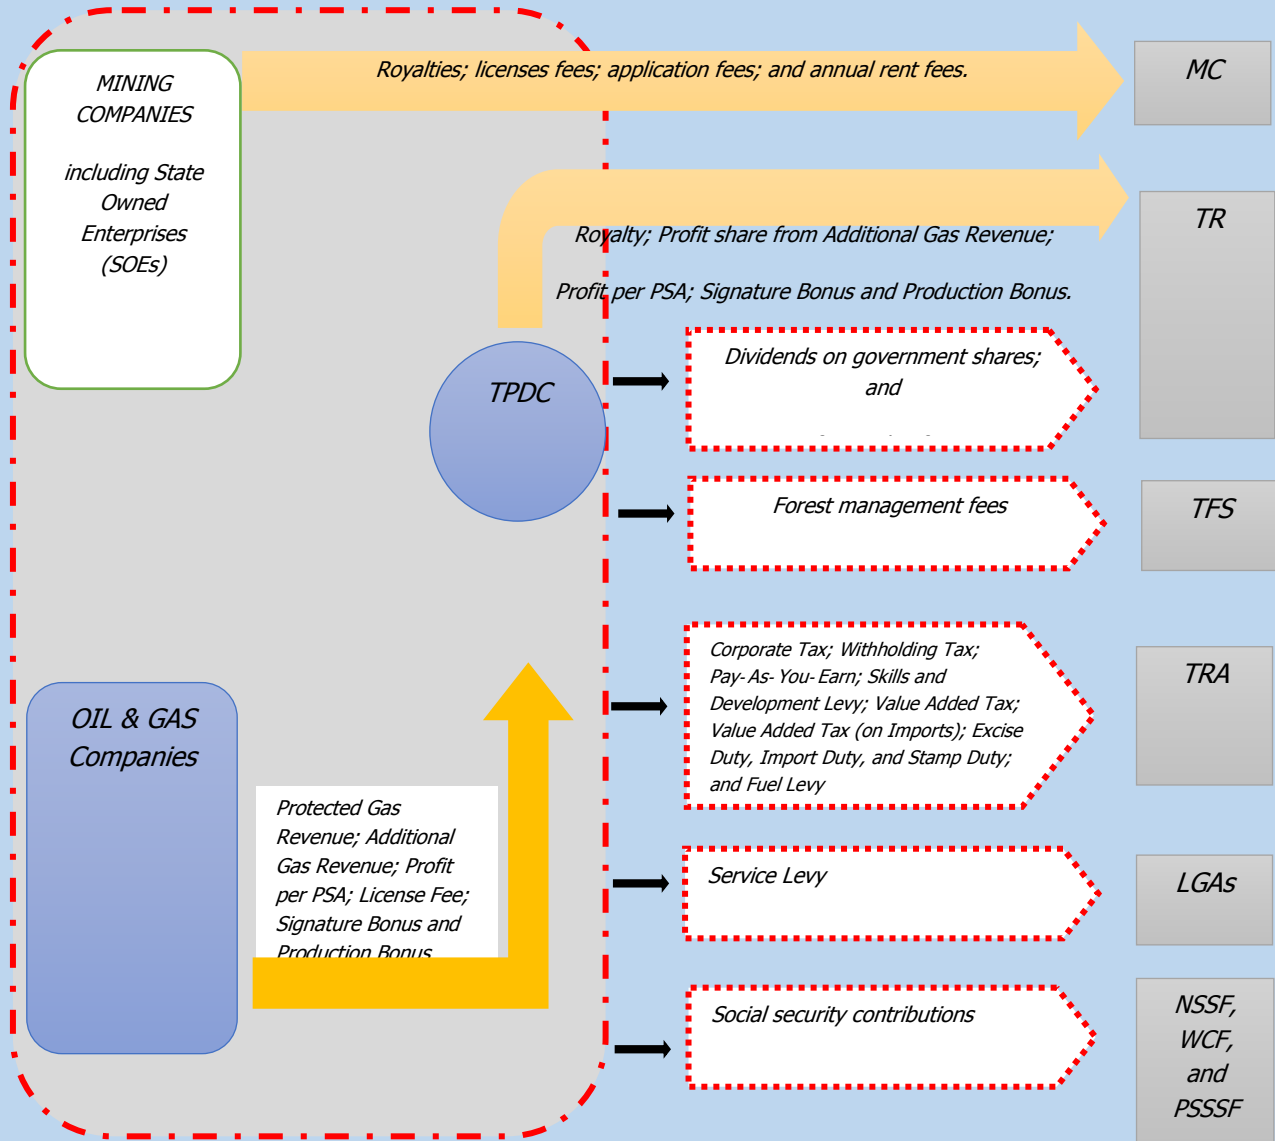 MINING
COMPANIES
including State
Owned
Enterprises
(SOEs)
Royalties; licenses fees; application fees; and annual rent fees.
MC
Royalty; Profit share from Additional Gas Revenue;
Profit per PSA; Signature Bonus and Production Bonus.
TR
TPDC
Dividends on government shares;
and
Forest management fees
TFS
Corporate Tax; Withholding Tax;
Pay-As-You-Earn; Skills and
Development Levy; Value Added Tax;
Value Added Tax (on Imports); Excise
Duty, Import Duty, and Stamp Duty;
and Fuel Levy
TRA
OIL & GAS
Companies
Protected Gas
Revenue; Additional
Gas Revenue; Profit
per PSA; License Fee;
Signature Bonus and
Production Bonus
Service Levy
LGAs
Social security contributions
NSSF,
WCF,
and
PSSSF